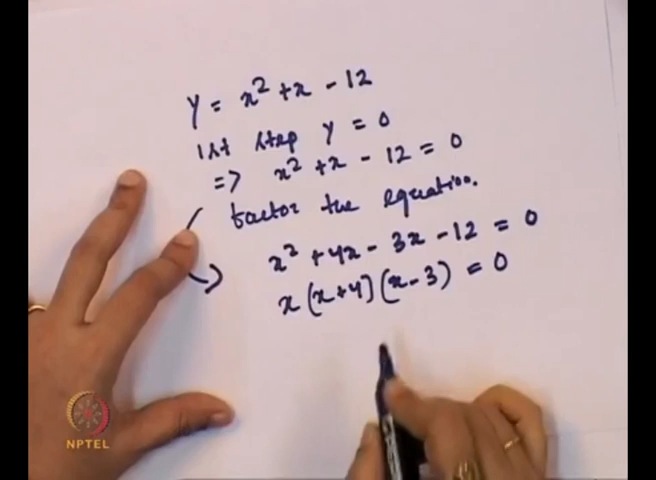 y = x² + x - 12
1st step y = 0
=> x² + x - 12 = 0
factor the equation.
x² + 4x - 3x - 12 = 0
x (x+4) (x-3) = 0
NPTEL